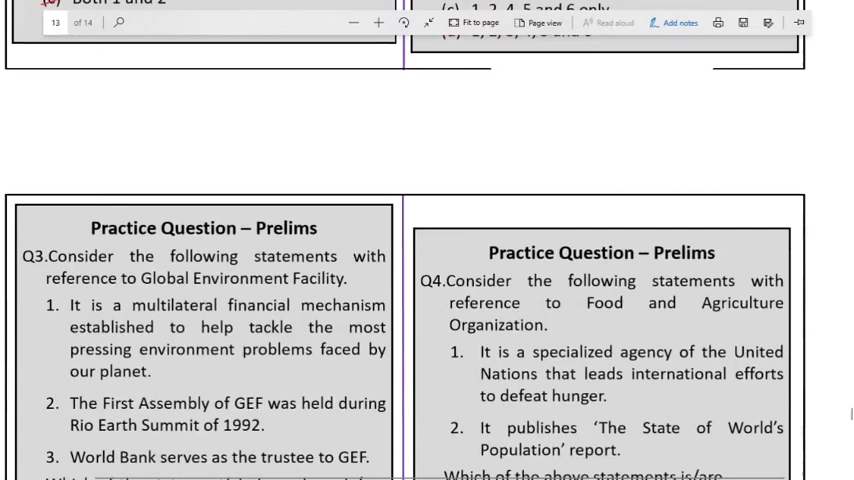 Both 1 and 2
(c) 1, 2, 4, 5 and 6 only
13 of 14
Fit to page
Page view
Read aloud
Add notes
Practice Question – Prelims
Q3.Consider the following statements with
reference to Global Environment Facility.
1. It is a multilateral financial mechanism
established to help tackle the most
pressing environment problems faced by
our planet.
2. The First Assembly of GEF was held during
Rio Earth Summit of 1992.
3. World Bank serves as the trustee to GEF.
Practice Question – Prelims
Q4.Consider the following statements with
reference to Food and Agriculture
Organization.
1. It is a specialized agency of the United
Nations that leads international efforts
to defeat hunger.
2. It publishes ‘The State of World’s
Population’ report.
Which of the above statements is/are